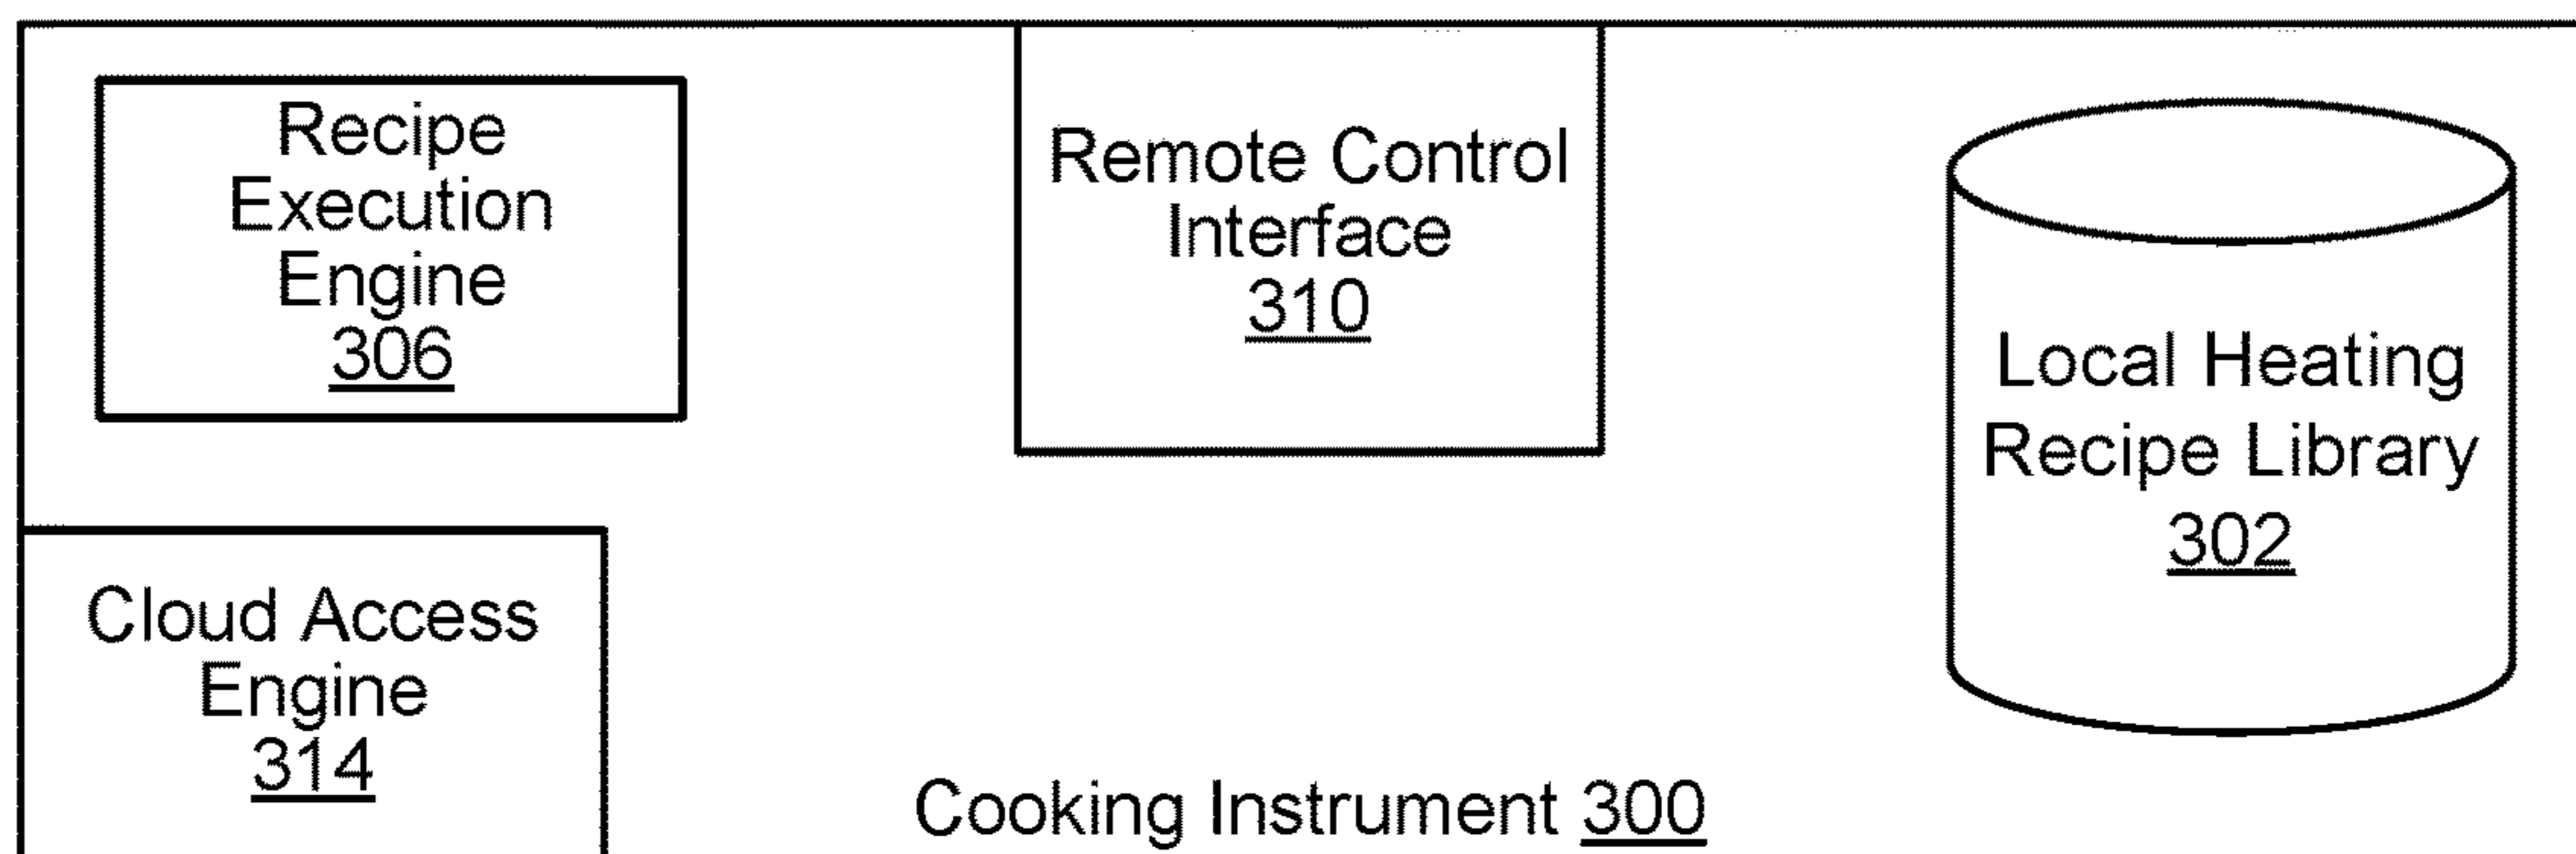 Recipe
Execution
Engine
306
Remote Control
Interface
310
Local Heating
Recipe Library
302
Cloud Access
Engine
314
Cooking Instrument 300